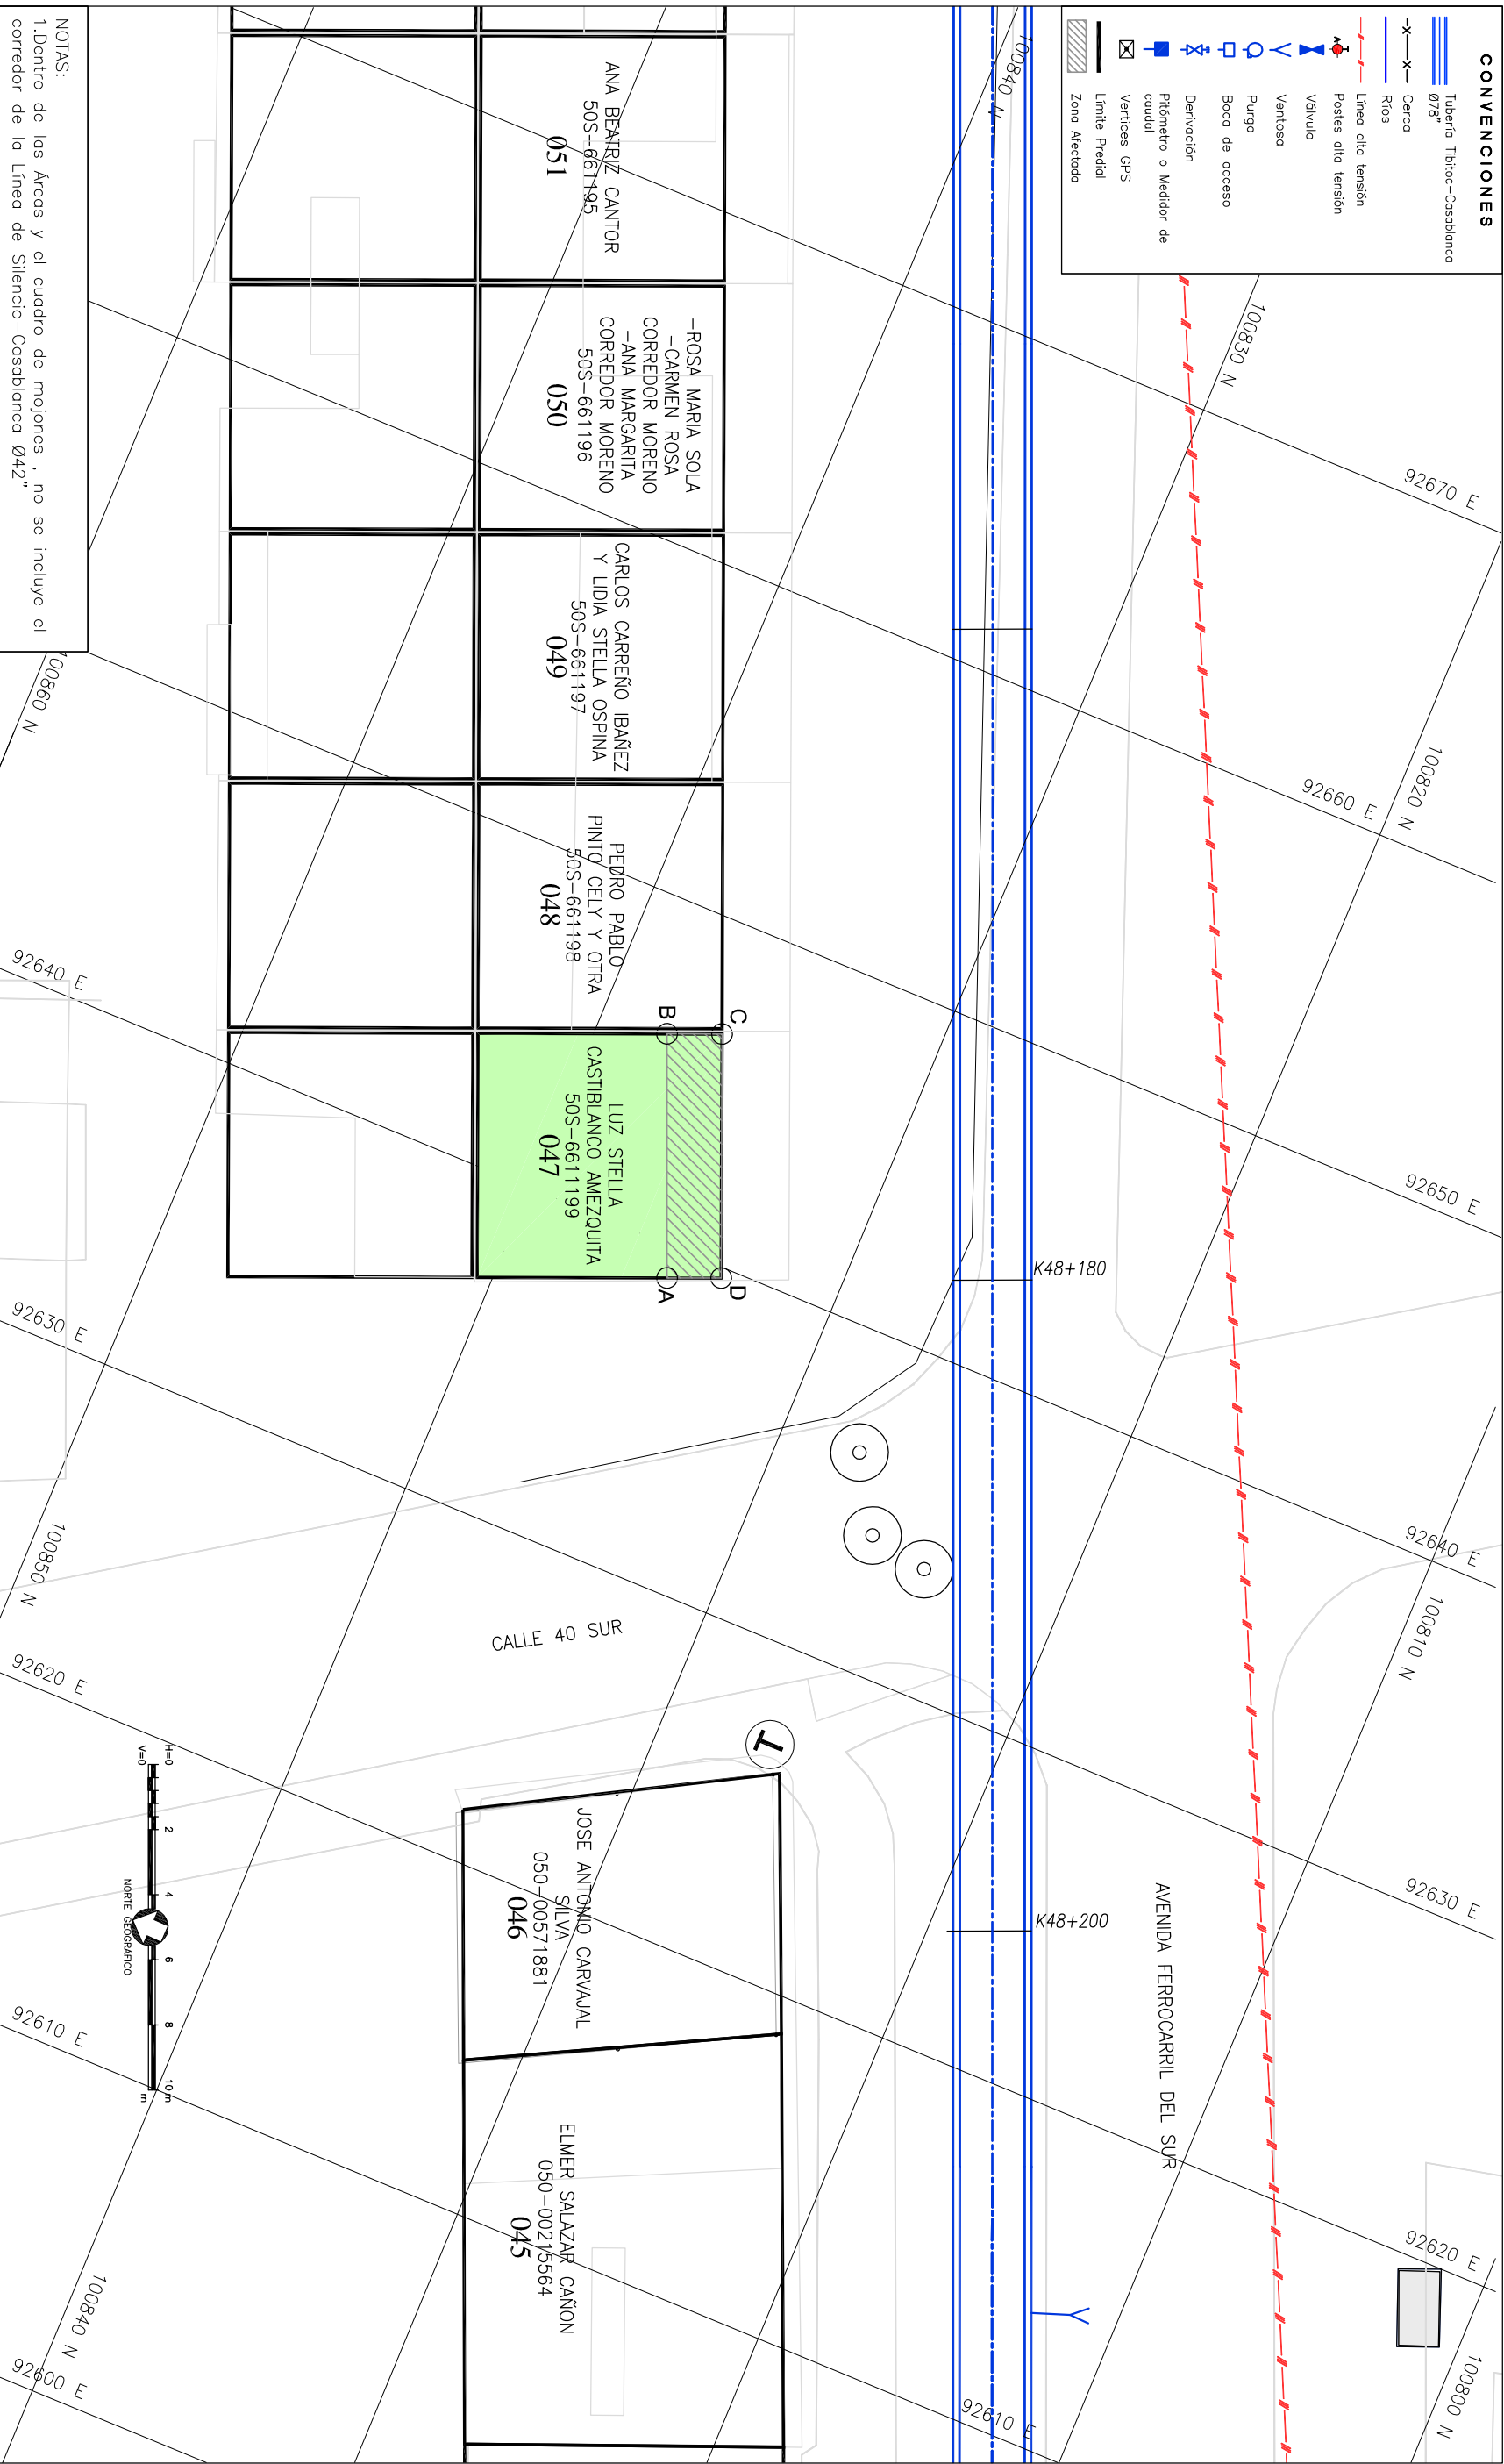 CONVENCIONES
Tubería Tibitoc-Casablanca
Ø78"
Cerca
Ríos
Línea alta tensión
Postes alta tensión
Válvula
Ventosa
Purga
Boca de acceso
Derivación
Pitómetro o Medidor de
caudal
Vertices GPS
Límite Predial
Zona Afectada
92670 E
92660 E
92650 E
92640 E
92630 E
92620 E
92610 E
100840 N
100830 N
100820 N
100810 N
100800 N
K48+180
K48+200
AVENIDA FERROCARRIL DEL SUR
ANA BEATRIZ CANTOR
50S-661195
051
-ROSA MARIA SOLA
-CARMEN ROSA
CORREDOR MORENO
-ANA MARGARITA
CORREDOR MORENO
50S-661196
050
CARLOS CARREÑO IBAÑEZ
Y LIDIA STELLA OSPINA
50S-661197
049
PEDRO PABLO
PINTO CELY Y OTRA
50S-661198
048
C
D
B
A
LUZ STELLA
CASTIBLANCO AMEZQUITA
50S-6611199
047
CALLE 40 SUR
T
JOSE ANTONIO CARVAJAL
SILVA
050-00571881
046
ELMER SALAZAR CAÑON
050-00215564
045
H=0 2 4 6 8 10 m
V=0 m
NORTE GEOGRÁFICO
100860 N
100850 N
100840 N
92640 E
92630 E
92620 E
92610 E
92600 E
NOTAS:
1.Dentro de las Áreas y el cuadro de mojones , no se incluye el
corredor de la Línea de Silencio-Casablanca Ø42"